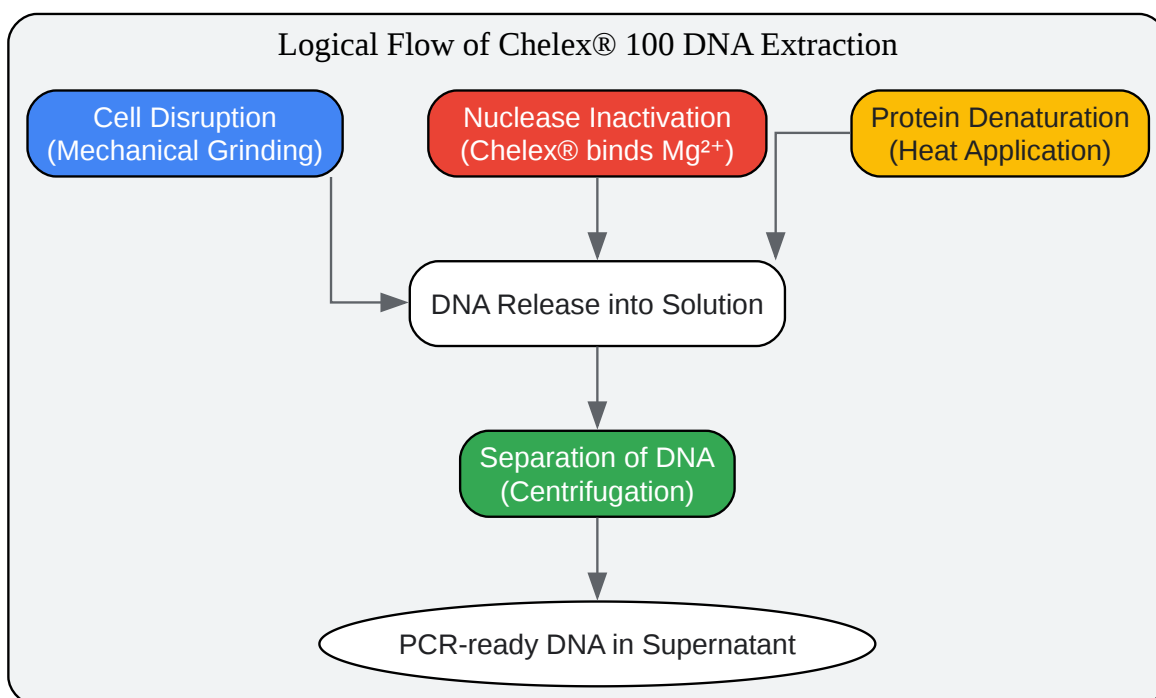 Logical Flow of Chelex® 100 DNA Extraction
Cell Disruption
(Mechanical Grinding)
Nuclease Inactivation
(Chelex® binds Mg²⁺)
Protein Denaturation
(Heat Application)
DNA Release into Solution
Separation of DNA
(Centrifugation)
PCR-ready DNA in Supernatant